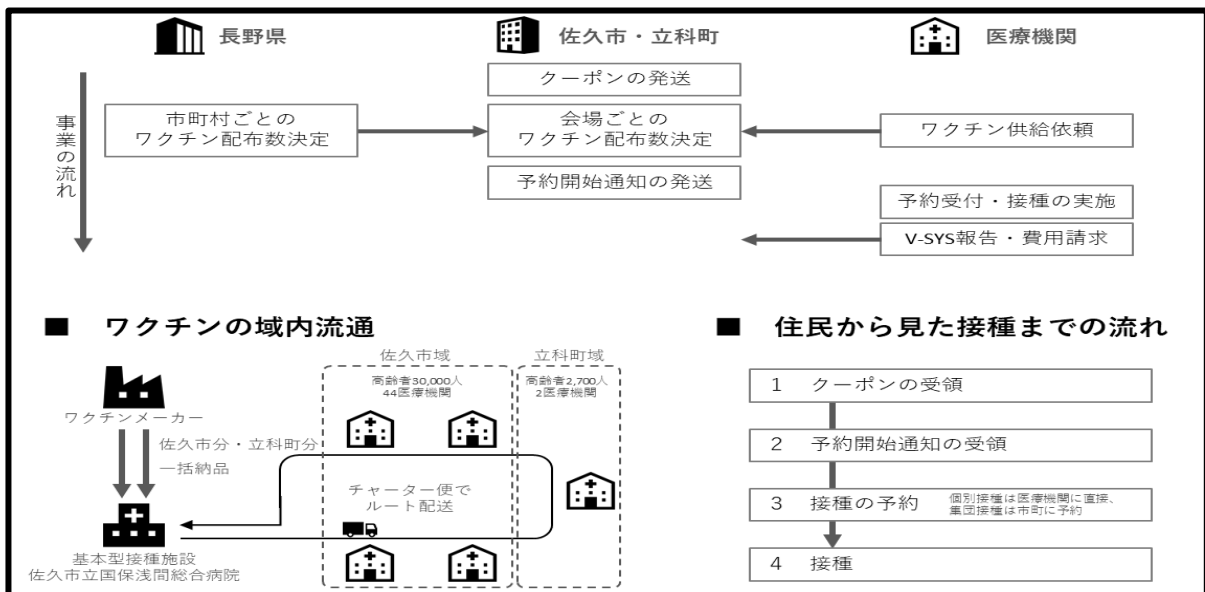 長野県
佐久市・立科町
医療機関
事業の流れ
クーポンの発送
市町村ごとの
ワクチン配布数決定
会場ごとの
ワクチン配布数決定
ワクチン供給依頼
予約開始通知の発送
予約受付・接種の実施
V-SYS報告・費用請求
■ ワクチンの域内流通
佐久市域
高齢者30,000人
44医療機関
立科町域
高齢者2,700人
2医療機関
ワクチンメーカー
佐久市分・立科町分
一括納品
チャーター便で
ルート配送
基本型接種施設
佐久市立国保浅間総合病院
■ 住民から見た接種までの流れ
1 クーポンの受領
2 予約開始通知の受領
3 接種の予約
個別接種は医療機関に直接、
集団接種は市町に予約
4 接種